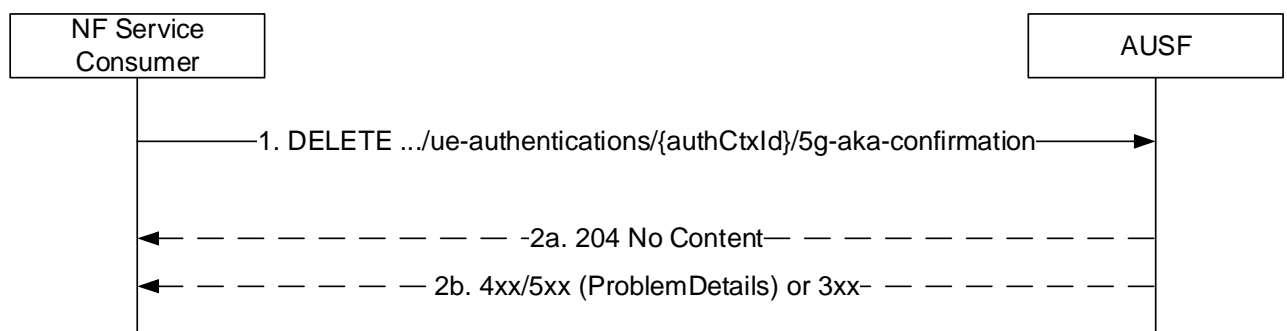 NF Service
Consumer
AUSF
1. DELETE .../ue-authentications/{authCtxId}/5g-aka-confirmation
2a. 204 No Content
2b. 4xx/5xx (ProblemDetails) or 3xx